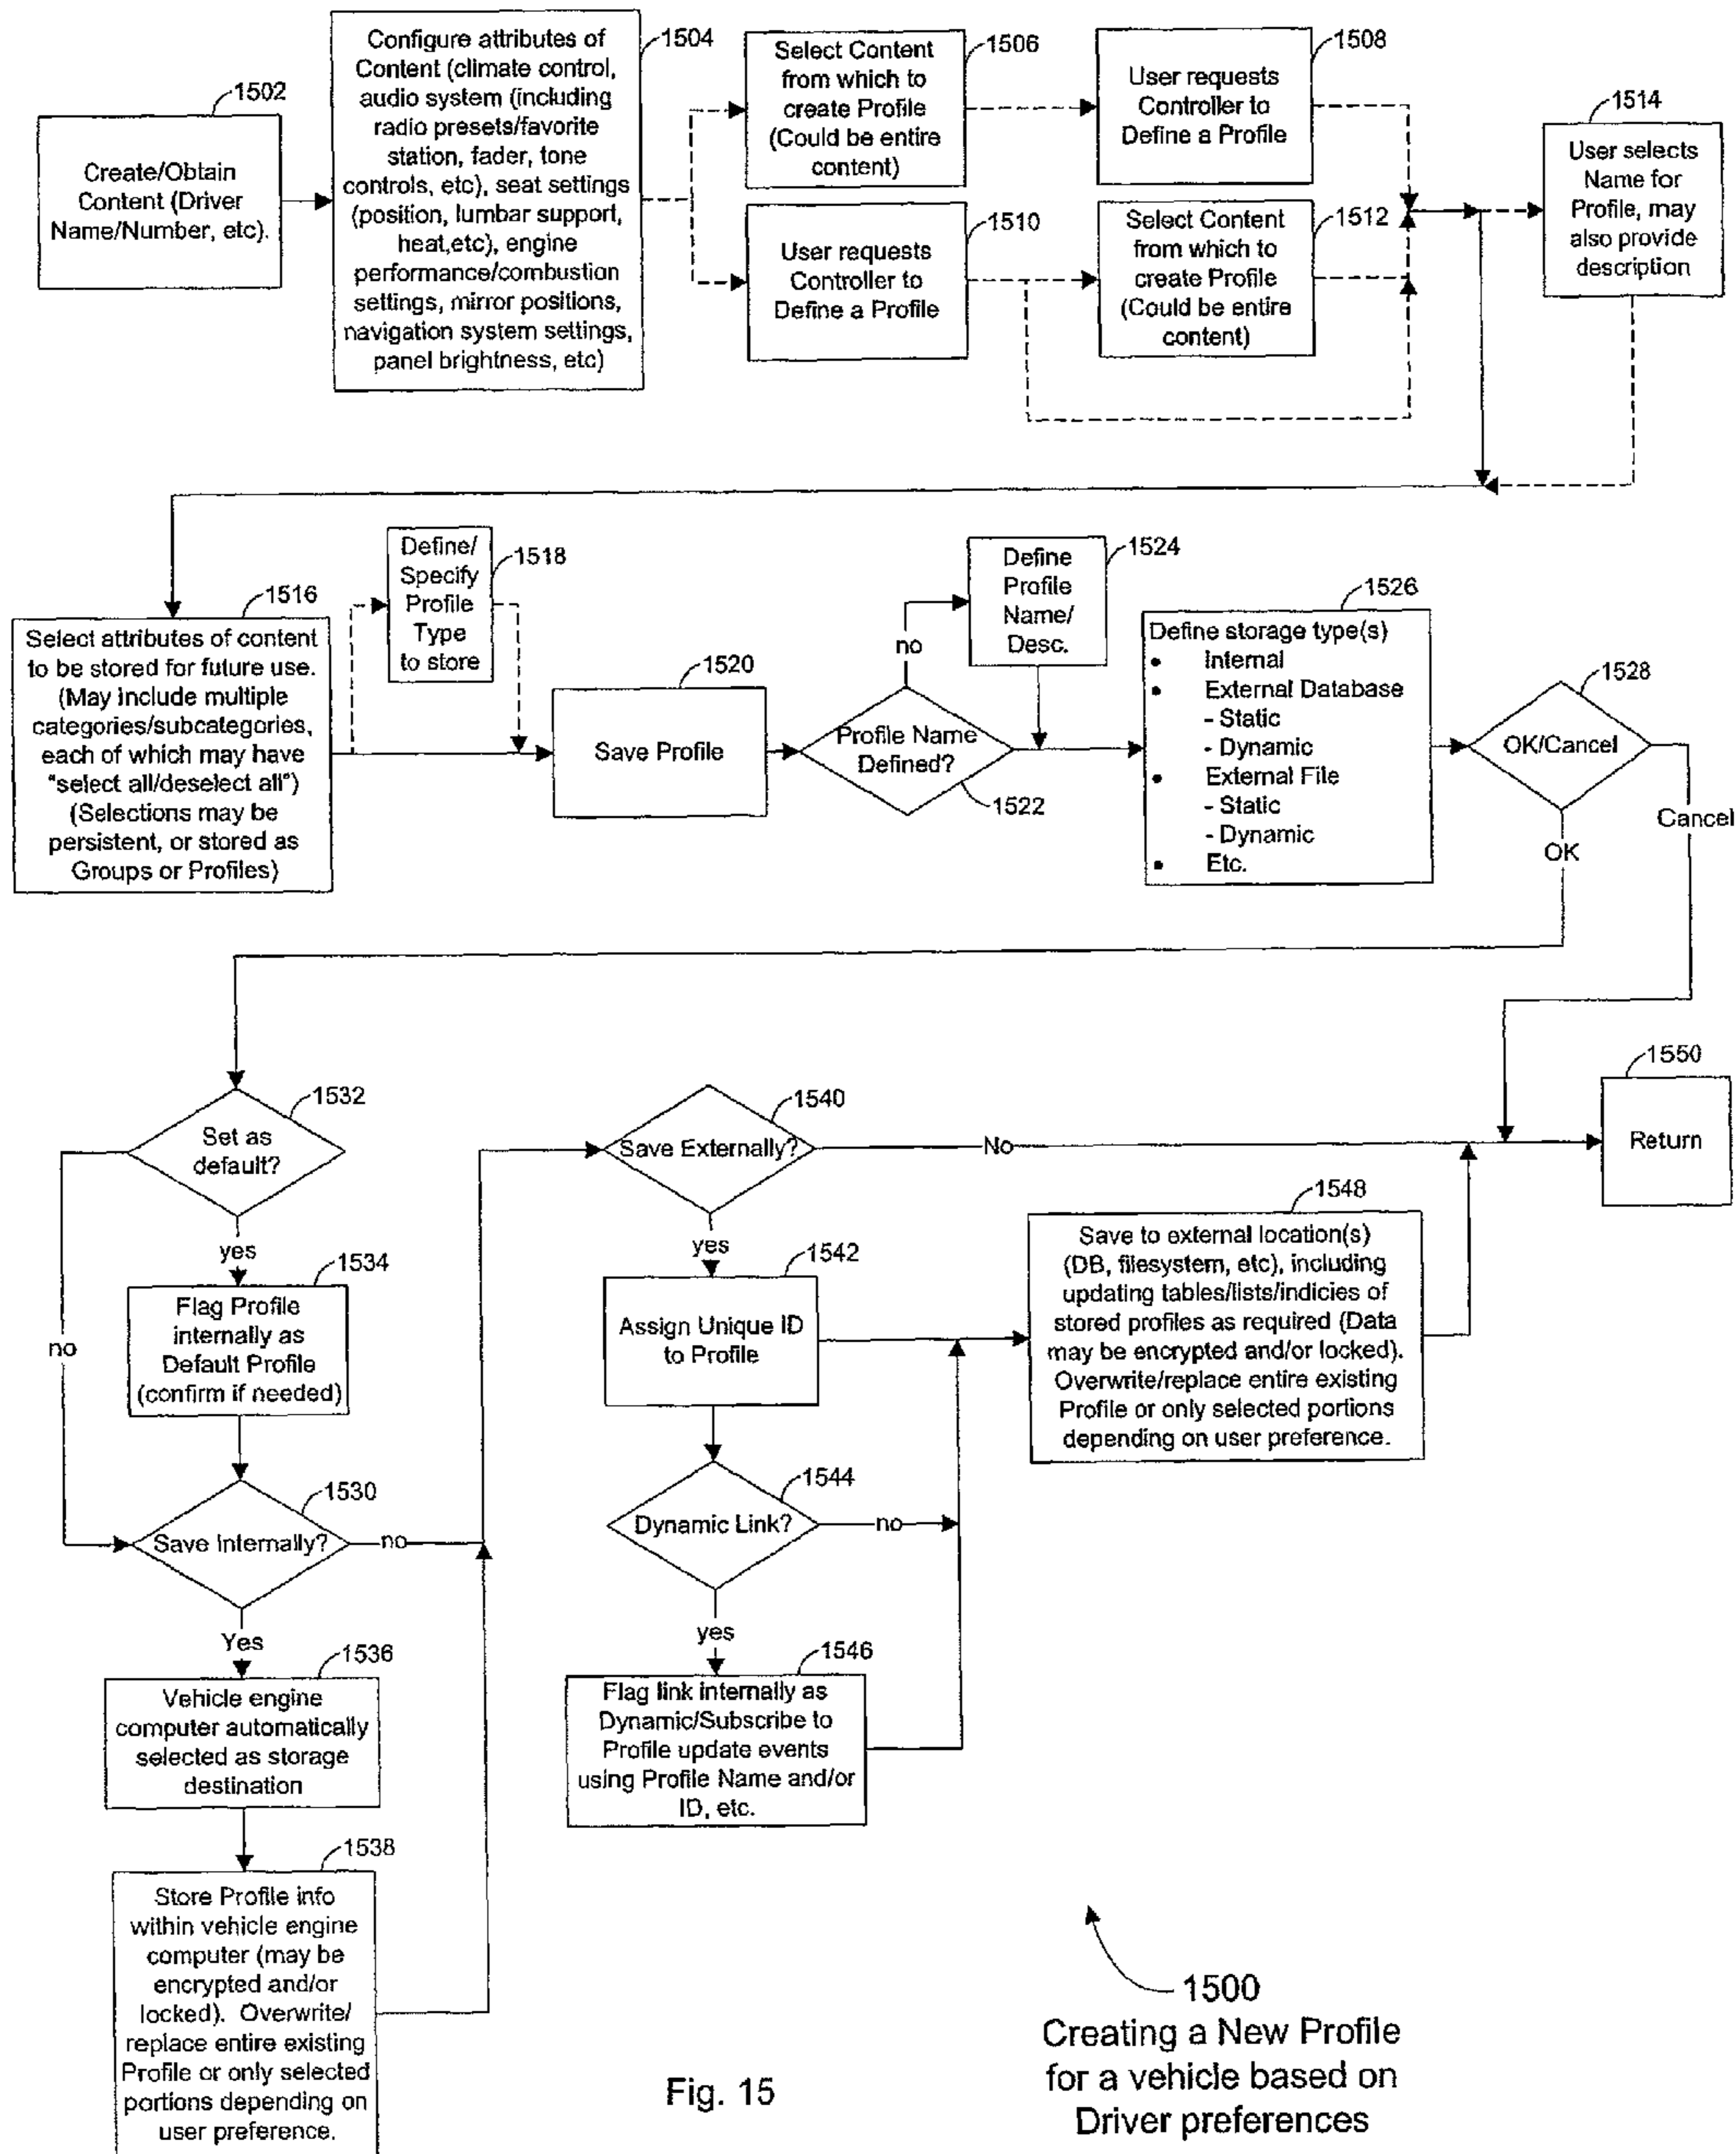 1502
Create/Obtain
Content (Driver
Name/Number, etc).
1504
Configure attributes of
Content (climate control,
audio system (including
radio presets/favorite
station, fader, tone
controls, etc), seat settings
(position, lumbar support,
heat,etc), engine
performance/combustion
settings, mirror positions,
navigation system settings,
panel brightness, etc)
1506
Select Content
from which to
create Profile
(Could be entire
content)
1508
User requests
Controller to
Define a Profile
1510
User requests
Controller to
Define a Profile
1512
Select Content
from which to
create Profile
(Could be entire
content)
1514
User selects
Name for
Profile, may
also provide
description
1516
Select attributes of content
to be stored for future use.
(May include multiple
categories/subcategories,
each of which may have
"select all/deselect all")
(Selections may be
persistent, or stored as
Groups or Profiles)
1518
Define/
Specify
Profile
Type
to store
1520
Save Profile
1522
Profile Name
Defined?
no
1524
Define
Profile
Name/
Desc.
1526
Define storage type(s)
• Internal
• External Database
- Static
- Dynamic
• External File
- Static
- Dynamic
• Etc.
1528
OK/Cancel
Cancel
OK
1532
Set as
default?
no
yes
1534
Flag Profile
internally as
Default Profile
(confirm if needed)
1530
Save Internally?
no
Yes
1536
Vehicle engine
computer automatically
selected as storage
destination
1538
Store Profile info
within vehicle engine
computer (may be
encrypted and/or
locked). Overwrite/
replace entire existing
Profile or only selected
portions depending on
user preference.
1540
Save Externally?
No
yes
1542
Assign Unique ID
to Profile
1544
Dynamic Link?
no
yes
1546
Flag link internally as
Dynamic/Subscribe to
Profile update events
using Profile Name and/or
ID, etc.
1548
Save to external location(s)
(DB, filesystem, etc), including
updating tables/lists/indicies of
stored profiles as required (Data
may be encrypted and/or locked).
Overwrite/replace entire existing
Profile or only selected portions
depending on user preference.
1550
Return
1500
Creating a New Profile
for a vehicle based on
Driver preferences
Fig. 15